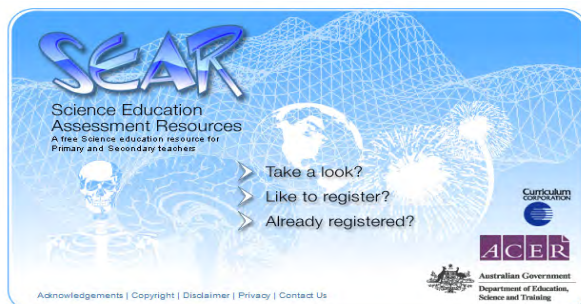 SEAR
Science Education
Assessment Resources
A free Science education resource for
Primary and Secondary teachers
Take a look?
Like to register?
Already registered?
Curriculum
CORPORATION
ACER
Australian Government
Department of Education,
Science and Training
Acknowledgements | Copyright | Disclaimer | Privacy | Contact Us